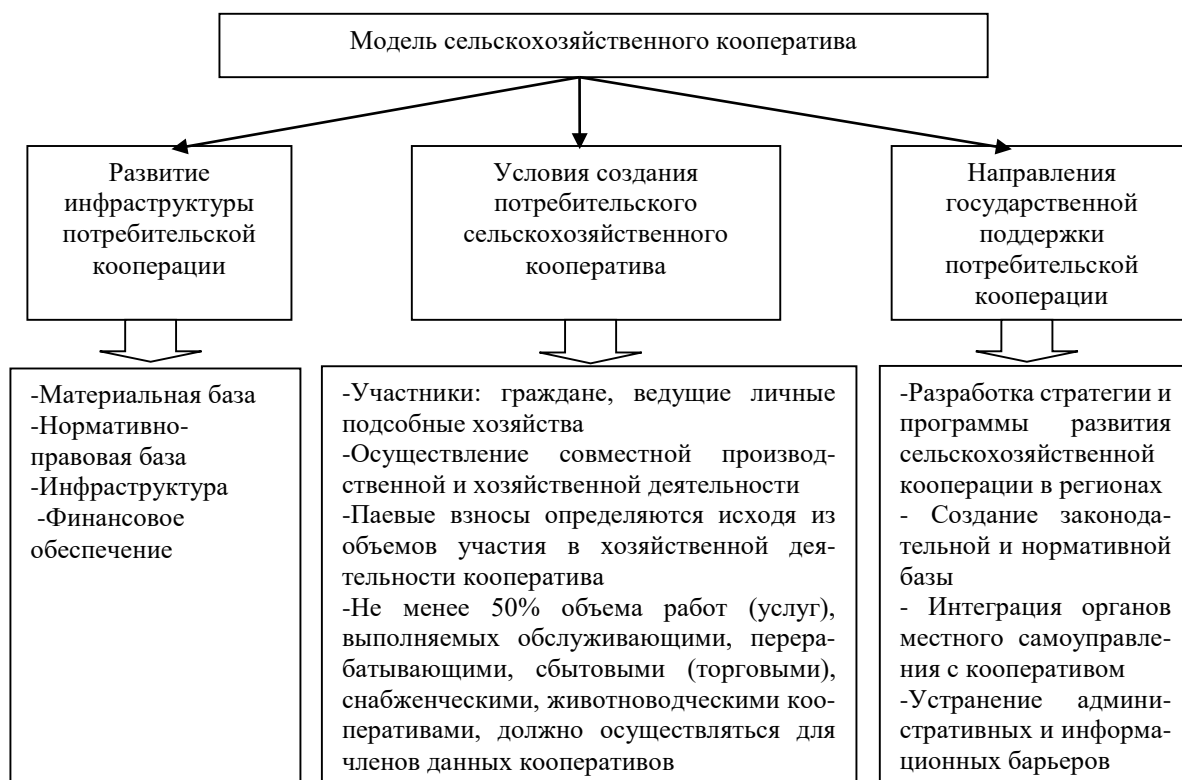 Модель сельскохозяйственного кооператива
Развитие
инфраструктуры
потребительской
кооперации
Условия создания
потребительского
сельскохозяйственного
кооператива
Направления
государственной
поддержки
потребительской
кооперации
-Материальная база
-Нормативно-
правовая база
-Инфраструктура
-Финансовое
обеспечение
-Участники: граждане, ведущие личные
подсобные хозяйства
-Осуществление совместной производ-
ственной и хозяйственной деятельности
-Паевые взносы определяются исходя из
объемов участия в хозяйственной дея-
тельности кооператива
-Не менее 50% объема работ (услуг),
выполняемых обслуживающими, перера-
батывающими, сбытовыми (торговыми),
снабженческими, животноводческими коо-
перативами, должно осуществляться для
членов данных кооперативов
-Разработка стратегии и
программы развития
сельскохозяйственной
кооперации в регионах
- Создание законода-
тельной и нормативной
базы
- Интеграция органов
местного самоуправле-
ния с кооперативом
-Устранение админи-
стративных и информа-
ционных барьеров